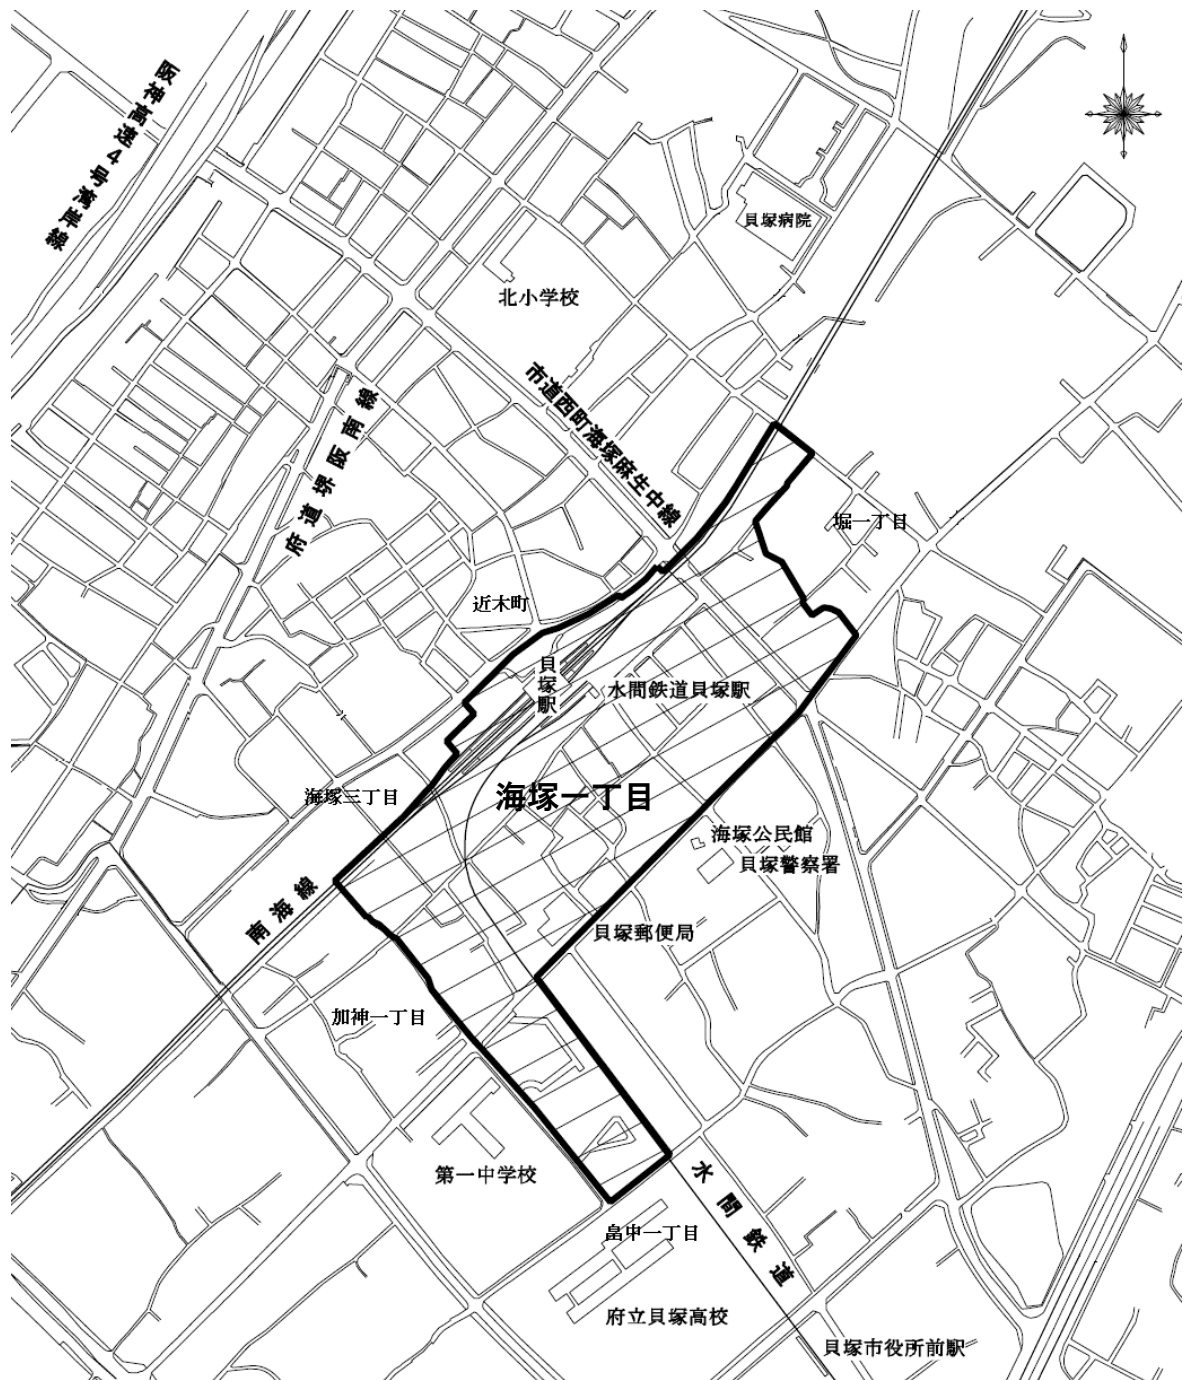 阪神高速4号湾岸線
貝塚病院
北小学校
市道西町海塚麻生中線
府道堺阪南線
堀一丁目
近木町
貝塚駅
水間鉄道貝塚駅
海塚三丁目
海塚一丁目
海塚公民館
貝塚警察署
南海線
貝塚郵便局
加神一丁目
第一中学校
水間鉄道
畠中一丁目
府立貝塚高校
貝塚市役所前駅